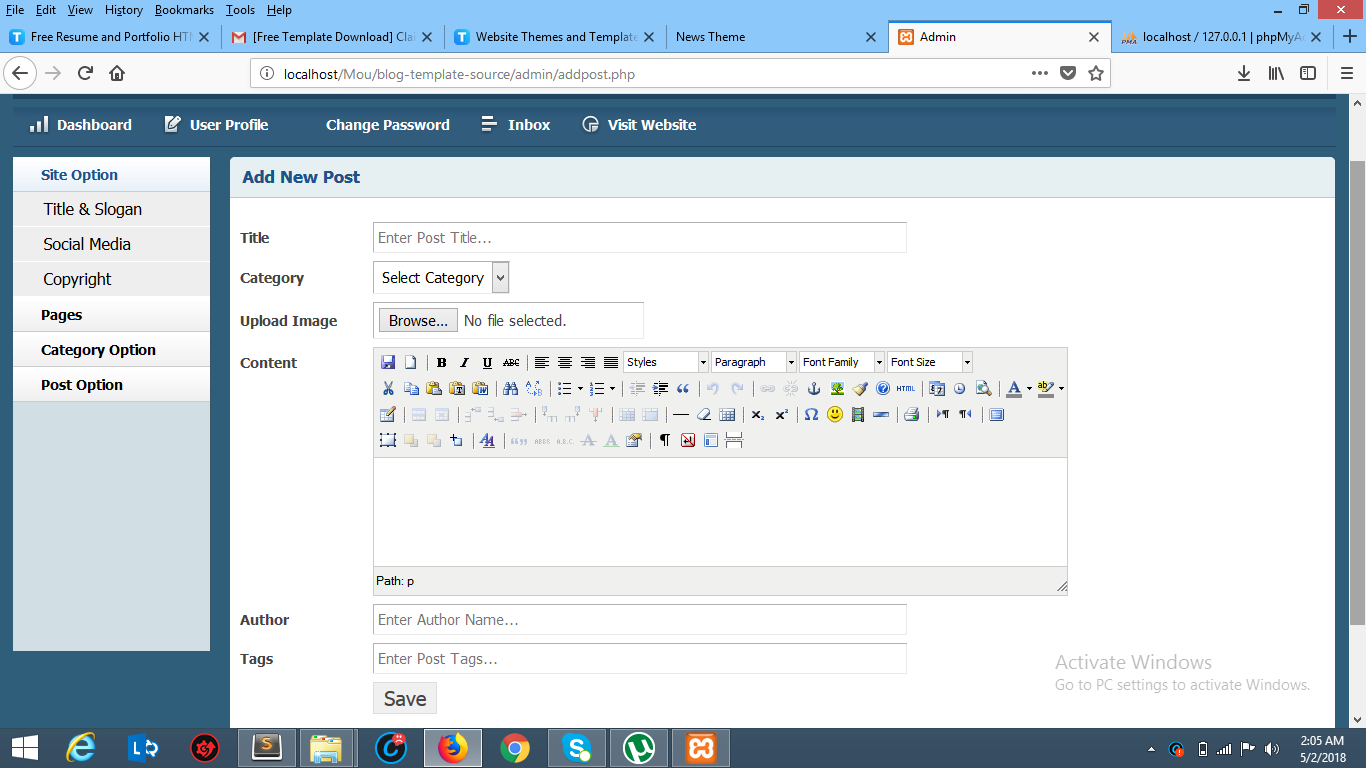 File Edit View History Bookmarks Tools Help
Free Resume and Portfolio HTM
[Free Template Download] Clai
Website Themes and Template
News Theme
Admin
localhost / 127.0.0.1 | phpMyAd
localhost/Mou/blog-template-source/admin/addpost.php
Dashboard User Profile Change Password Inbox Visit Website
Site Option
Title & Slogan
Social Media
Copyright
Pages
Category Option
Post Option
Add New Post
Title Enter Post Title...
Category Select Category
Upload Image Browse... No file selected.
Content
B I U ABC Styles Paragraph Font Family Font Size
HTML
Path: p
Author Enter Author Name...
Tags Enter Post Tags...
Save
Activate Windows
Go to PC settings to activate Windows.
2:05 AM
5/2/2018